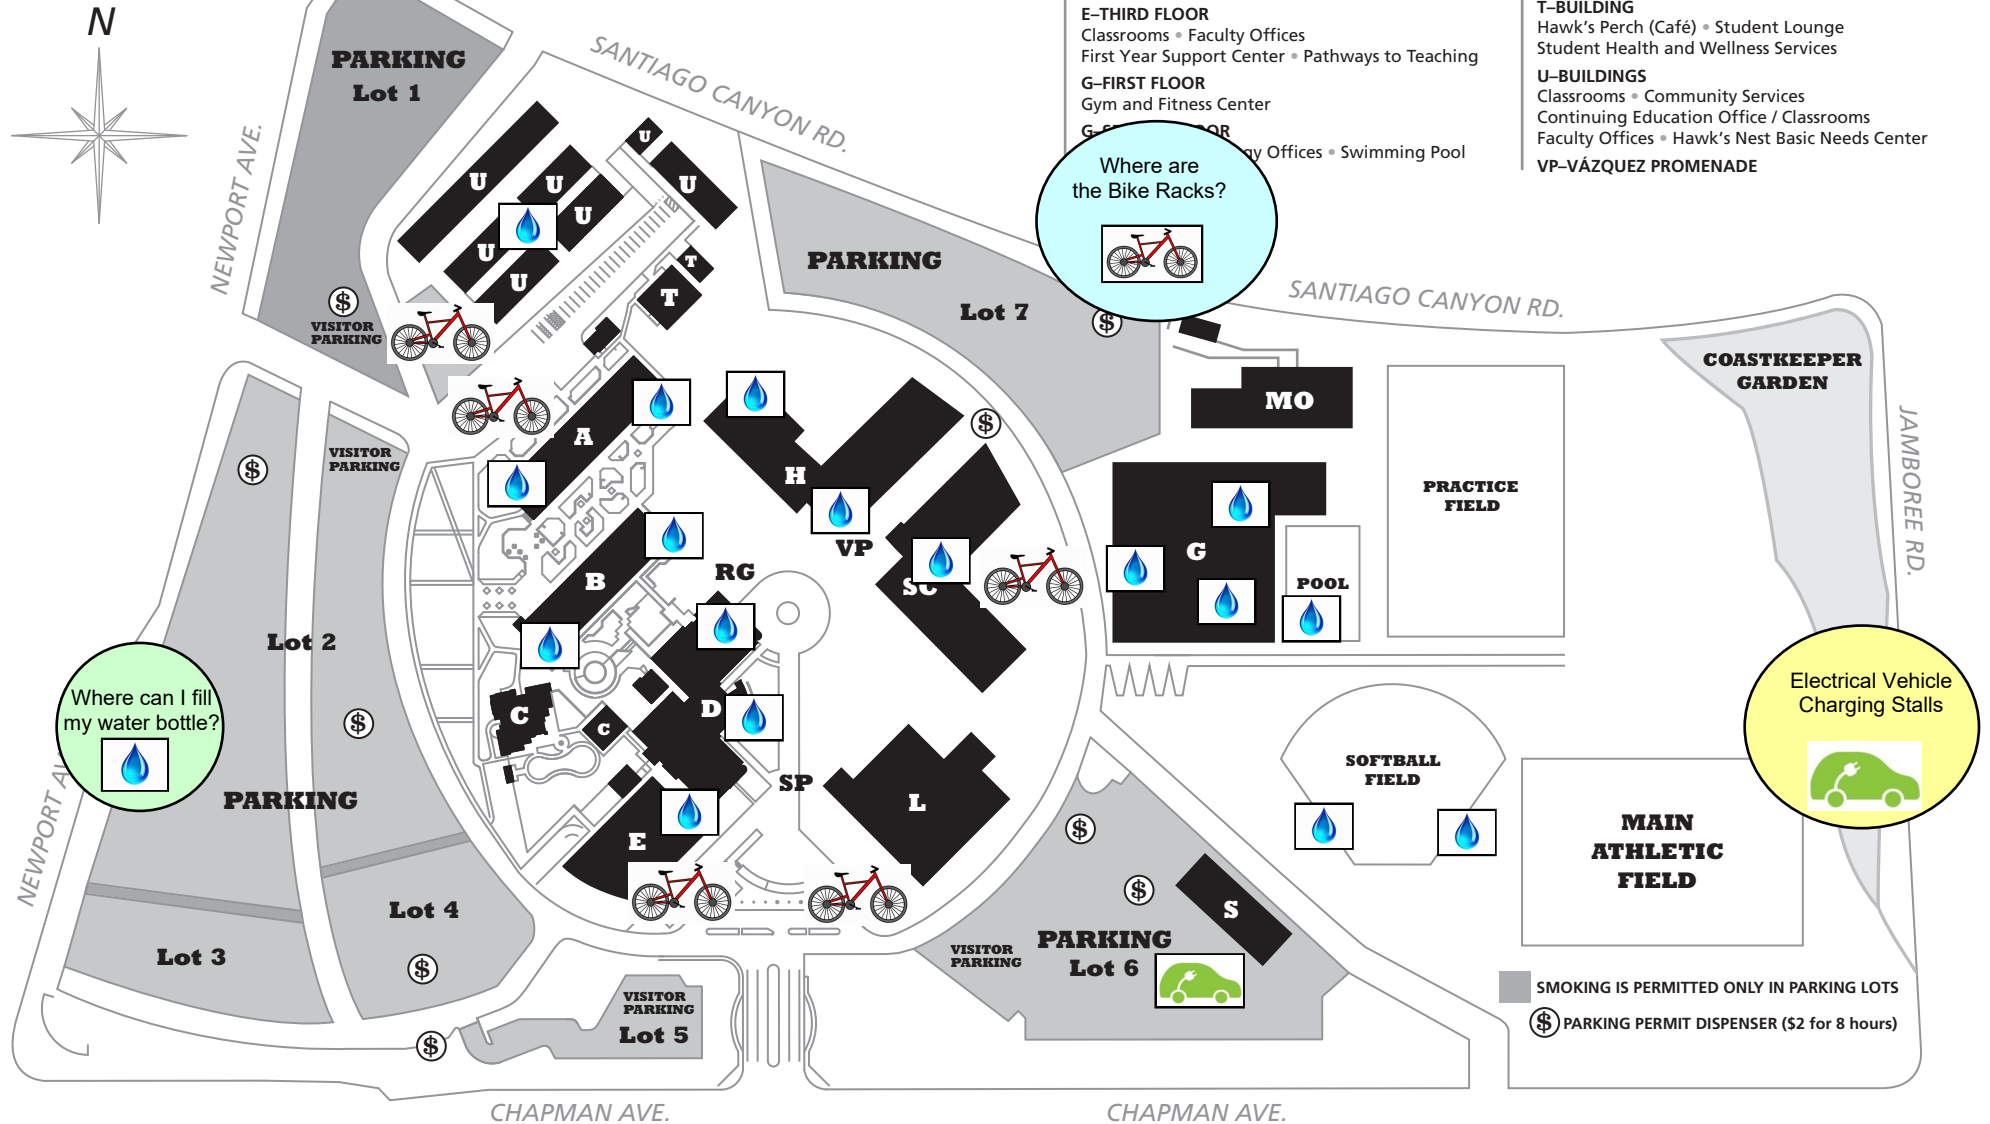 N
E–THIRD FLOOR
Classrooms • Faculty Offices
First Year Support Center • Pathways to Teaching
G–FIRST FLOOR
Gym and Fitness Center
Offices • Swimming Pool
T–BUILDING
Hawk's Perch (Café) • Student Lounge
Student Health and Wellness Services
U–BUILDINGS
Classrooms • Community Services
Continuing Education Office / Classrooms
Faculty Offices • Hawk's Nest Basic Needs Center
VP–VÁZQUEZ PROMENADE
Where are
the Bike Racks?
PARKING
Lot 1
SANTIAGO CANYON RD.
NEWPORT AVE.
U
U
U
U
U
U
U
T
T
$
VISITOR
PARKING
PARKING
Lot 7
$
SANTIAGO CANYON RD.
COASTKEEPER
GARDEN
JAMBOREE RD.
MO
PRACTICE
FIELD
$
VISITOR
PARKING
$
A
H
VP
B
RG
SC
G
POOL
Lot 2
Where can I fill
my water bottle?
$
C
C
D
SP
E
L
PARKING
NEWPORT
Electrical Vehicle
Charging Stalls
SOFTBALL
FIELD
MAIN
ATHLETIC
FIELD
$
$
S
Lot 4
Lot 3
$
VISITOR
PARKING
PARKING
Lot 6
VISITOR
PARKING
Lot 5
$
SMOKING IS PERMITTED ONLY IN PARKING LOTS
$ PARKING PERMIT DISPENSER ($2 for 8 hours)
CHAPMAN AVE.
CHAPMAN AVE.